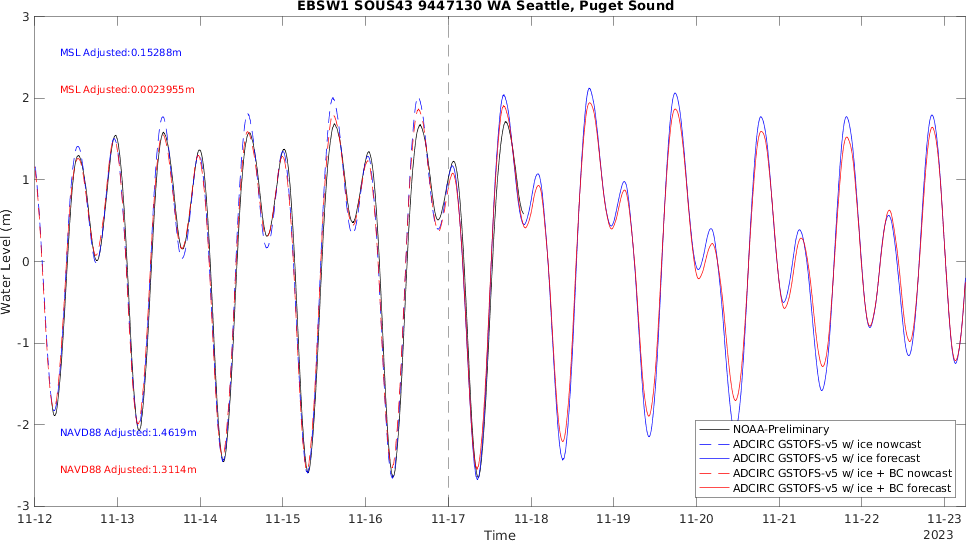 EBSW1 SOUS43 9447130 WA Seattle, Puget Sound
3
2
1
0
-1
-2
-3
Water Level (m)
MSL Adjusted:0.15288m
MSL Adjusted:0.0023955m
NAVD88 Adjusted:1.4619m
NAVD88 Adjusted:1.3114m
NOAA-Preliminary
ADCIRC GSTOFS-v5 w/ ice nowcast
ADCIRC GSTOFS-v5 w/ ice forecast
ADCIRC GSTOFS-v5 w/ ice + BC nowcast
ADCIRC GSTOFS-v5 w/ ice + BC forecast
11-12 11-13 11-14 11-15 11-16 11-17 11-18 11-19 11-20 11-21 11-22 11-23
Time
2023